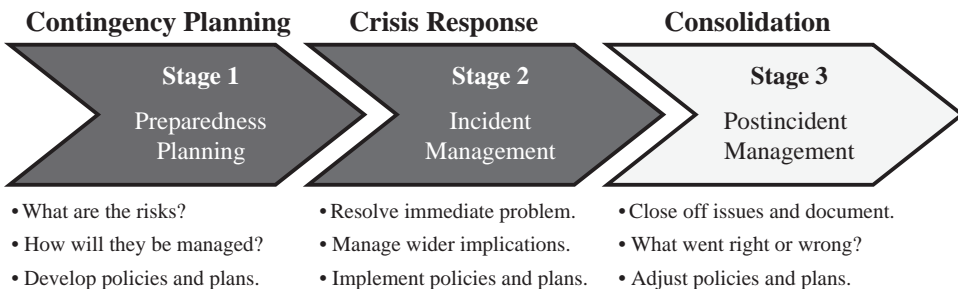 Contingency Planning
Stage 1
Preparedness
Planning
• What are the risks?
• How will they be managed?
• Develop policies and plans.
Crisis Response
Stage 2
Incident
Management
• Resolve immediate problem.
• Manage wider implications.
• Implement policies and plans.
Consolidation
Stage 3
Postincident
Management
• Close off issues and document.
• What went right or wrong?
• Adjust policies and plans.